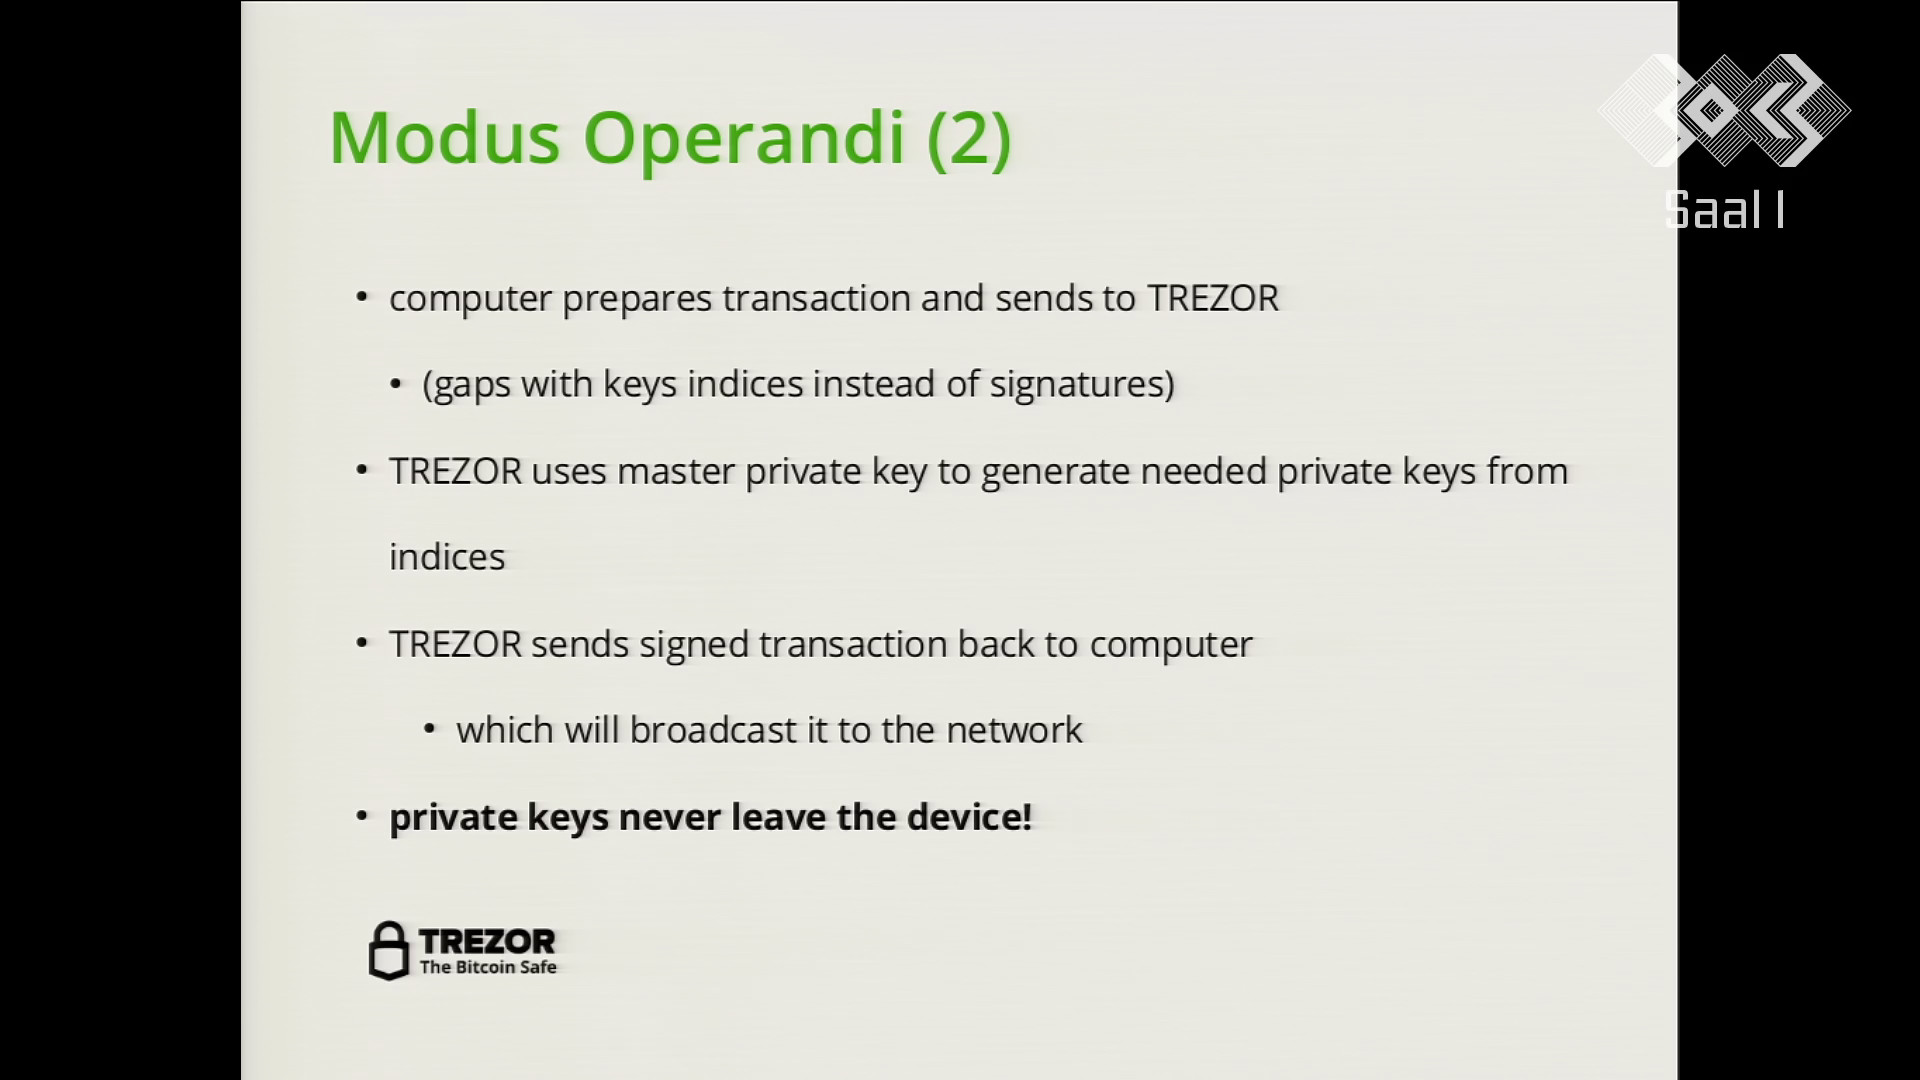 Modus Operandi (2)
Saal 1
• computer prepares transaction and sends to TREZOR
• (gaps with keys indices instead of signatures)
• TREZOR uses master private key to generate needed private keys from
indices
• TREZOR sends signed transaction back to computer
• which will broadcast it to the network
• private keys never leave the device!
TREZOR
The Bitcoin Safe